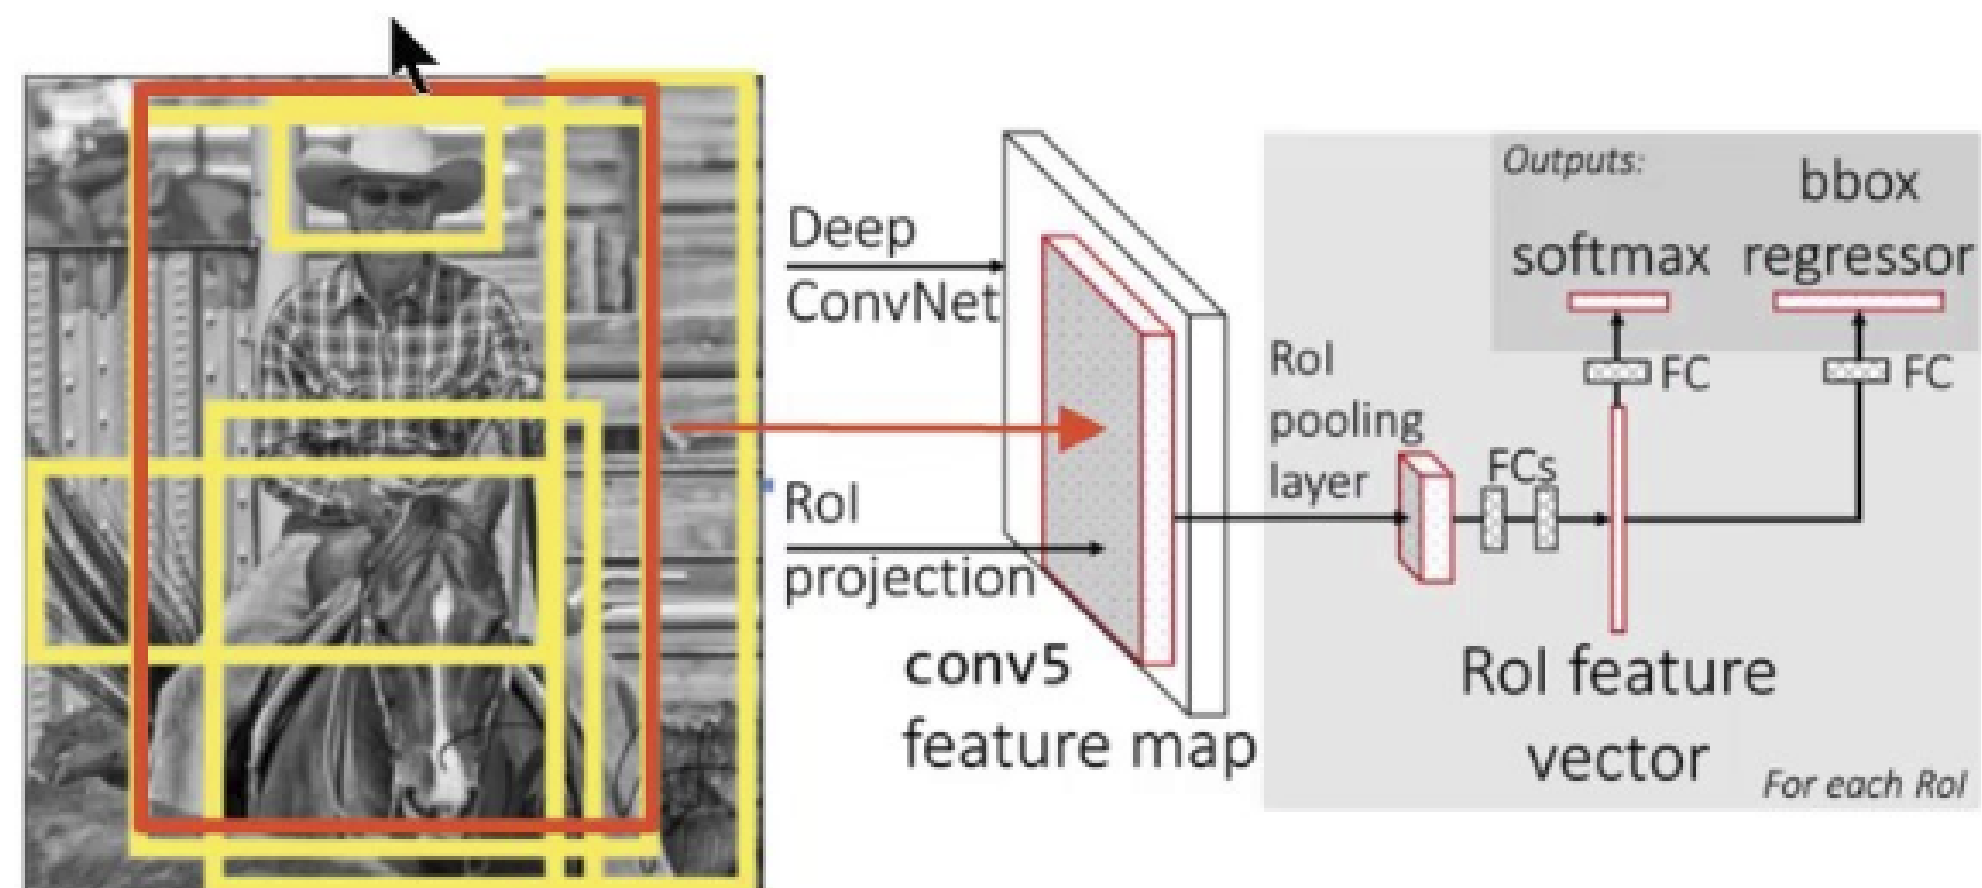 Deep
ConvNet
RoI
projection
conv5
feature map
RoI
pooling
layer
FCs
Outputs:
softmax
bbox
regressor
FC
FC
RoI feature
vector
For each RoI